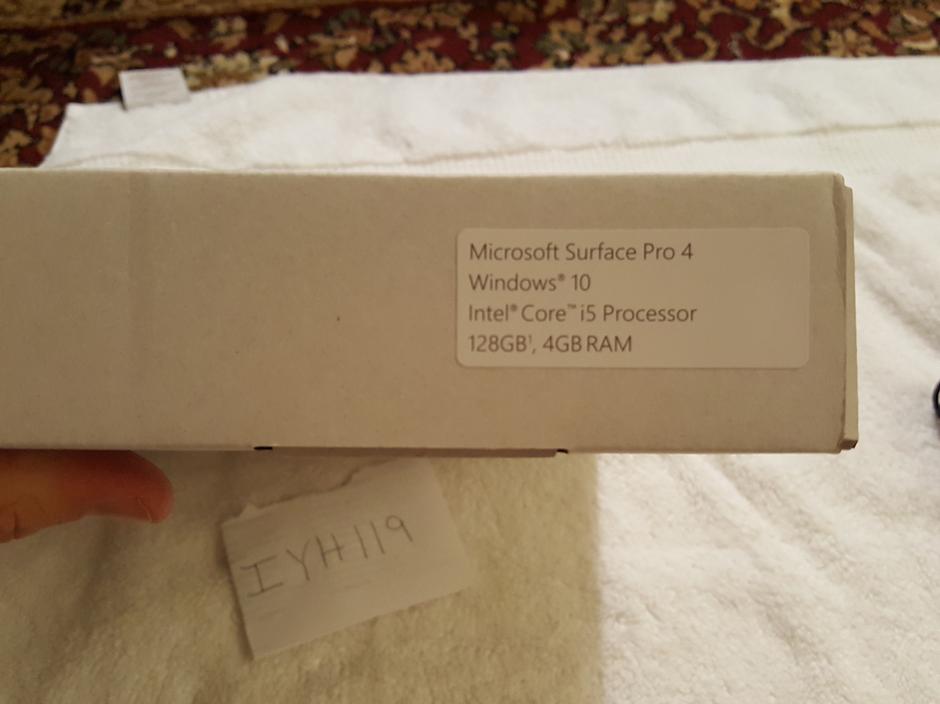 Microsoft Surface Pro 4
Windows® 10
Intel® Core™ i5 Processor
128GB¹, 4GB RAM
IYH119